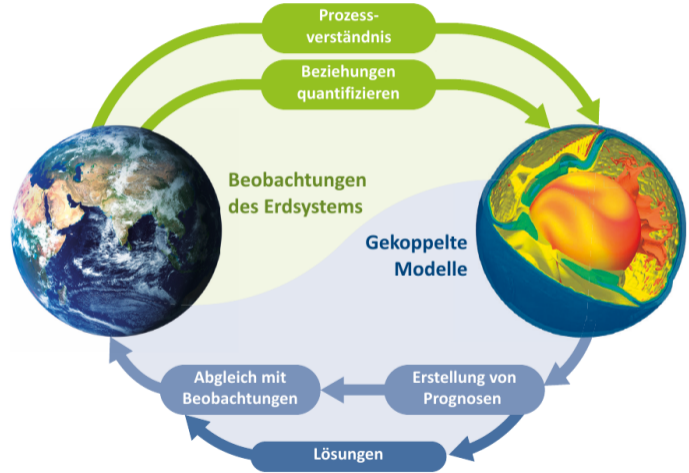 Prozess-
verständnis
Beziehungen
quantifizieren
Beobachtungen
des Erdsystems
Gekoppelte
Modelle
Abgleich mit
Beobachtungen
Erstellung von
Prognosen
Lösungen